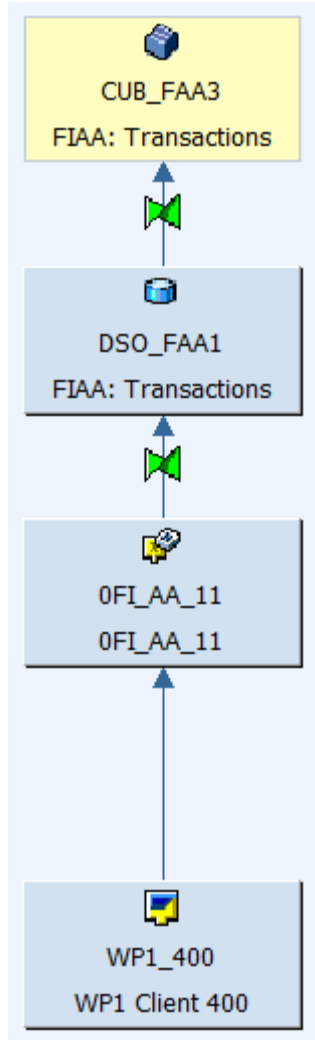 CUB_FAA3
FIAA: Transactions
DSO_FAA1
FIAA: Transactions
0FI_AA_11
0FI_AA_11
WP1_400
WP1 Client 400